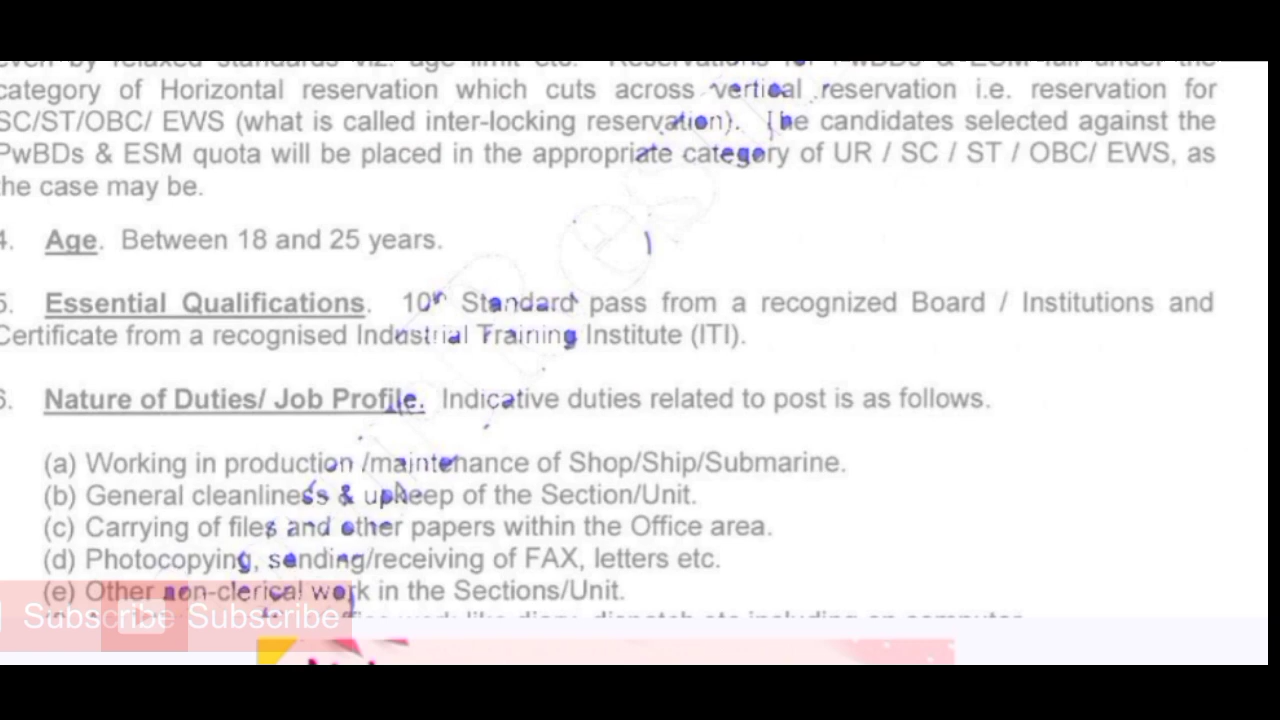 category of Horizontal reservation which cuts across vertical reservation i.e. reservation for
SC/ST/OBC/ EWS (what is called inter-locking reservation). The candidates selected against the
PwBDs & ESM quota will be placed in the appropriate category of UR / SC / ST / OBC/ EWS, as
the case may be.
4. Age. Between 18 and 25 years.
5. Essential Qualifications. 10th Standard pass from a recognized Board / Institutions and
Certificate from a recognised Industrial Training Institute (ITI).
6. Nature of Duties/ Job Profile. Indicative duties related to post is as follows.
(a) Working in production /maintenance of Shop/Ship/Submarine.
(b) General cleanliness & upkeep of the Section/Unit.
(c) Carrying of files and other papers within the Office area.
(d) Photocopying, sending/receiving of FAX, letters etc.
(e) Other non-clerical work in the Sections/Unit.
Subscribe Subscribe